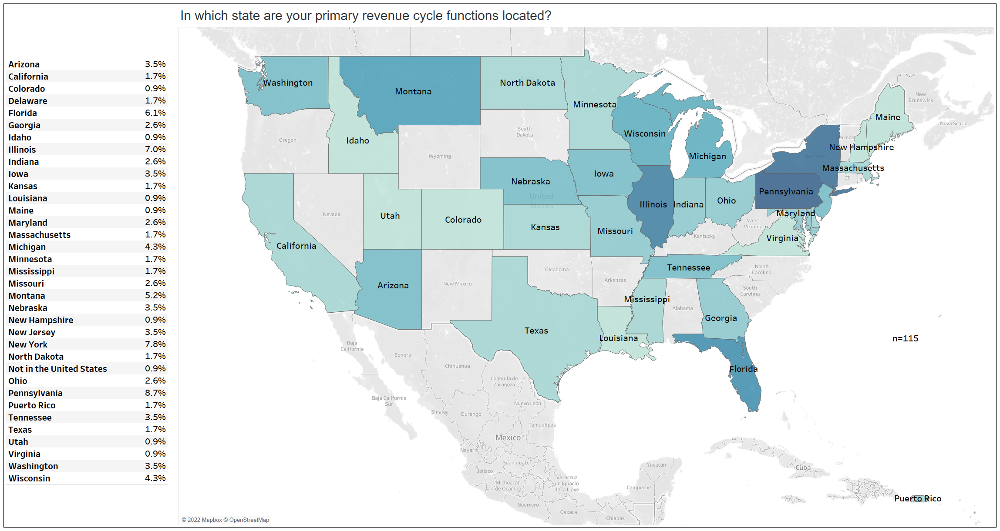 In which state are your primary revenue cycle functions located?
Arizona 3.5%
California 1.7%
Colorado 0.9%
Delaware 1.7%
Florida 6.1%
Georgia 2.6%
Idaho 0.9%
Illinois 7.0%
Indiana 2.6%
Iowa 3.5%
Kansas 1.7%
Louisiana 0.9%
Maine 0.9%
Maryland 2.6%
Massachusetts 1.7%
Michigan 4.3%
Minnesota 1.7%
Mississippi 1.7%
Missouri 2.6%
Montana 5.2%
Nebraska 3.5%
New Hampshire 0.9%
New Jersey 3.5%
New York 7.8%
North Dakota 1.7%
Not in the United States 0.9%
Ohio 2.6%
Pennsylvania 8.7%
Puerto Rico 1.7%
Tennessee 3.5%
Texas 1.7%
Utah 0.9%
Virginia 0.9%
Washington 3.5%
Wisconsin 4.3%
Washington
Montana
North Dakota
Minnesota
Wisconsin
Michigan
Maine
New Brunswick
Nova Scotia
Oregon
Idaho
Wyoming
South Dakota
Vermont
New Hampshire
New York
Massachusetts
CT
RI
Nebraska
Iowa
United States
Illinois
Indiana
Ohio
Pennsylvania
NJ
Maryland
Nevada
Utah
Colorado
Kansas
Missouri
West Virginia
Kentucky
Virginia
California
Arizona
New Mexico
Oklahoma
Arkansas
Tennessee
North Carolina
South Carolina
Mississippi
Alabama
Georgia
Texas
Louisiana
Florida
n=115
Baja California
Sonora
Chihuahua
Coahuila de Zaragoza
Baja California Sur
Sinaloa
Durango
Nuevo León
Tamaulipas
Mexico
Nayarit
Guanajuato
Jalisco
Michoacán de Ocampo
Veracruz de Ignacio de la Llave
Yucatán
Campeche
Guerrero
Oaxaca
Chiapas
Cuba
Puerto Rico
© 2022 Mapbox © OpenStreetMap